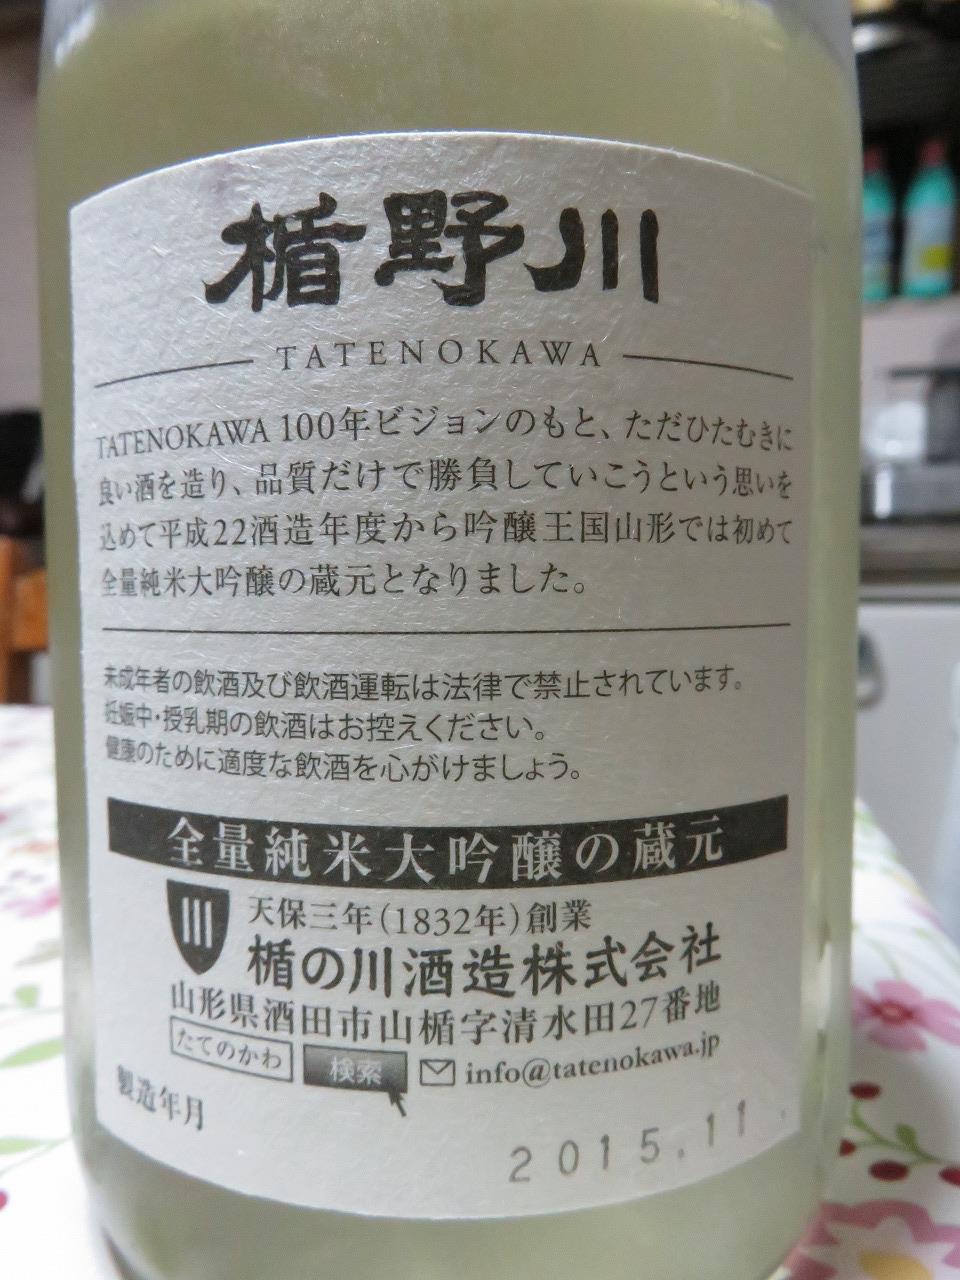 楯野川
TATENOKAWA
TATENOKAWA 100年ビジョンのもと、ただひたむきに
良い酒を造り、品質だけで勝負していこうという思いを
込めて平成22酒造年度から吟醸王国山形では初めて
全量純米大吟醸の蔵元となりました。
未成年者の飲酒及び飲酒運転は法律で禁止されています。
妊娠中・授乳期の飲酒はお控えください。
健康のために適度な飲酒を心がけましょう。
全量純米大吟醸の蔵元
天保三年(1832年)創業
楯の川酒造株式会社
山形県酒田市山楯字清水田27番地
たてのかわ 検索 info@tatenokawa.jp
製造年月
2015.11.